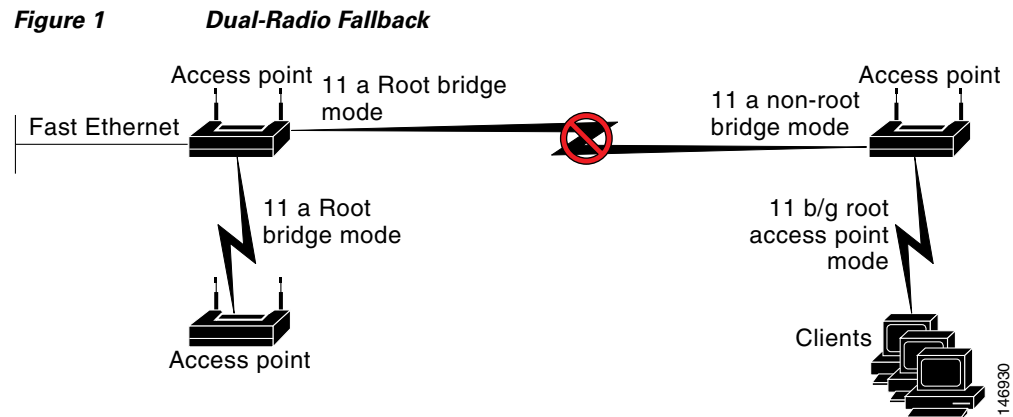 Figure 1 Dual-Radio Fallback
Access point
11 a Root bridge
mode
Fast Ethernet
11 a non-root
bridge mode
Access point
11 a Root
bridge mode
11 b/g root
access point
mode
Access point
Clients
146930